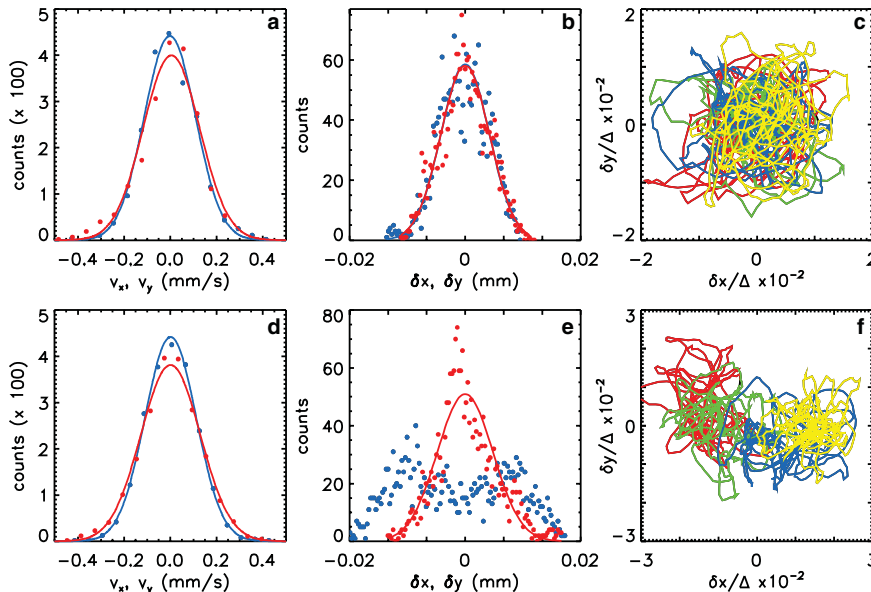 a
5
4
3
2
1
0
counts (x 100)
-0.4 -0.2 0.0 0.2 0.4
vx, vy (mm/s)
b
60
40
20
0
counts
-0.02 0 0.02
δx, δy (mm)
c
2
0
-2
δy/Δ x10-2
-2 0 2
δx/Δ x10-2
d
5
4
3
2
1
0
counts (x 100)
-0.4 -0.2 0.0 0.2 0.4
vx, vy (mm/s)
e
80
60
40
20
0
counts
-0.02 0 0.02
δx, δy (mm)
f
3
0
-3
δy/Δ x10-2
-3 0 3
δx/Δ x10-2